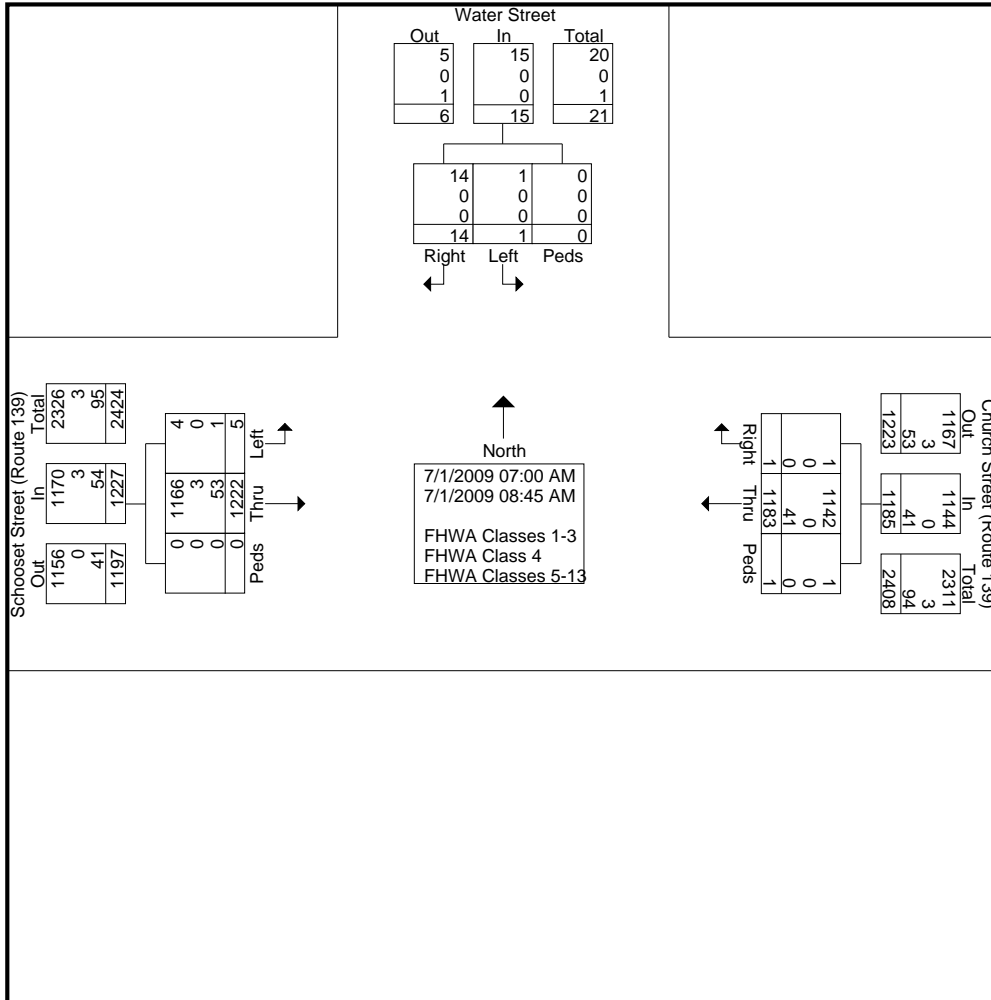 Water Street
Out In Total
5 15 20
0 0 0
1 0 1
6 15 21
14 1 0
0 0 0
0 0 0
14 1 0
Right Left Peds
Schooset Street (Route 139)
Total
2326
3
95
2424
In
1170
3
54
1227
Out
1156
0
41
1197
Left
4
0
1
5
Thru
1166
3
53
1222
Peds
0
0
0
0
North
7/1/2009 07:00 AM
7/1/2009 08:45 AM
FHWA Classes 1-3
FHWA Class 4
FHWA Classes 5-13
Right
1
0
0
1
Thru
1142
0
41
1183
Peds
1
0
0
1
Church Street (Route 139)
Out
1167
3
53
1223
In
1144
0
41
1185
Total
2311
3
94
2408